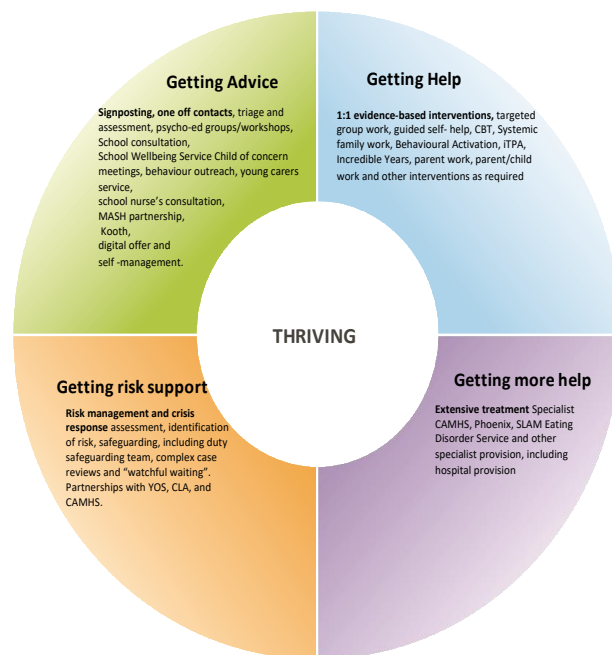 Getting Advice
Signposting, one off contacts, triage and
assessment, psycho-ed groups/workshops,
School consultation,
School Wellbeing Service Child of concern
meetings, behaviour outreach, young carers
service,
school nurse's consultation,
MASH partnership,
Kooth,
digital offer and
self -management.
Getting Help
1:1 evidence-based interventions, targeted
group work, guided self- help, CBT, Systemic
family work, Behavioural Activation, iTPA,
Incredible Years, parent work, parent/child
work and other interventions as required
THRIVING
Getting risk support
Risk management and crisis
response assessment, identification
of risk, safeguarding, including duty
safeguarding team, complex case
reviews and “watchful waiting”.
Partnerships with YOS, CLA, and
CAMHS.
Getting more help
Extensive treatment Specialist
CAMHS, Phoenix, SLAM Eating
Disorder Service and other
specialist provision, including
hospital provision